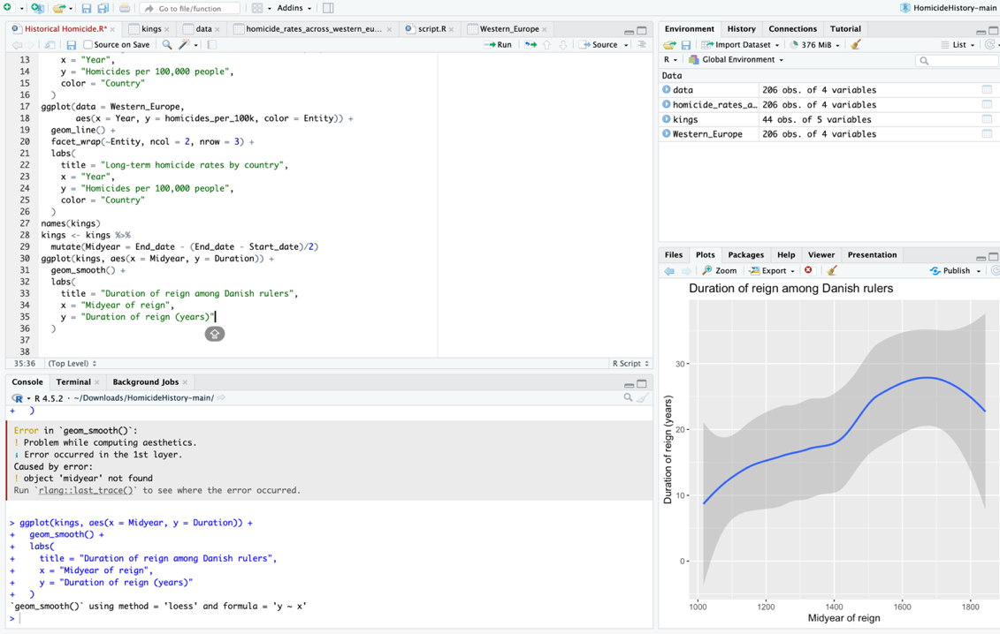 Go to file/function
Addins
HomicideHistory-main
Historical Homicide.R*
kings
data
homicide_rates_across_western_eu...
script.R
Western_Europe
Source on Save
Run
Source
13 x = "Year",
14 y = "Homicides per 100,000 people",
15 color = "Country"
16 )
17 ggplot(data = Western_Europe,
18 aes(x = Year, y = homicides_per_100k, color = Entity)) +
19 geom_line() +
20 facet_wrap(~Entity, ncol = 2, nrow = 3) +
21 labs(
22 title = "Long-term homicide rates by country",
23 x = "Year",
24 y = "Homicides per 100,000 people",
25 color = "Country"
26 )
27 names(kings)
28 kings <- kings %>%
29 mutate(Midyear = End_date - (End_date - Start_date)/2)
30 ggplot(kings, aes(x = Midyear, y = Duration)) +
31 geom_smooth() +
32 labs(
33 title = "Duration of reign among Danish rulers",
34 x = "Midyear of reign",
35 y = "Duration of reign (years)"
36 )
37
38
35:36 (Top Level) R Script
Console Terminal Background Jobs
R 4.5.2 · ~/Downloads/HomicideHistory-main/
+ )
Error in `geom_smooth()`:
! Problem while computing aesthetics.
ℹ Error occurred in the 1st layer.
Caused by error:
! object 'midyear' not found
Run `rlang::last_trace()` to see where the error occurred.
> ggplot(kings, aes(x = Midyear, y = Duration)) +
+ geom_smooth() +
+ labs(
+ title = "Duration of reign among Danish rulers",
+ x = "Midyear of reign",
+ y = "Duration of reign (years)"
+ )
`geom_smooth()` using method = 'loess' and formula = 'y ~ x'
>
Environment History Connections Tutorial
Import Dataset 376 MiB List
R Global Environment
Data
data 206 obs. of 4 variables
homicide_rates_a… 206 obs. of 4 variables
kings 44 obs. of 5 variables
Western_Europe 206 obs. of 4 variables
Files Plots Packages Help Viewer Presentation
Zoom Export Publish
Duration of reign among Danish rulers
Duration of reign (years)
30
20
10
0
1000 1200 1400 1600 1800
Midyear of reign